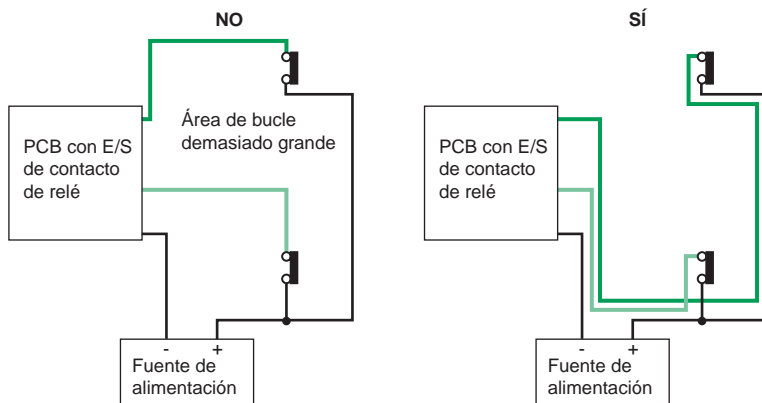 NO
PCB con E/S
de contacto
de relé
Área de bucle
demasiado grande
- +
Fuente de
alimentación
SÍ
PCB con E/S
de contacto
de relé
- +
Fuente de
alimentación